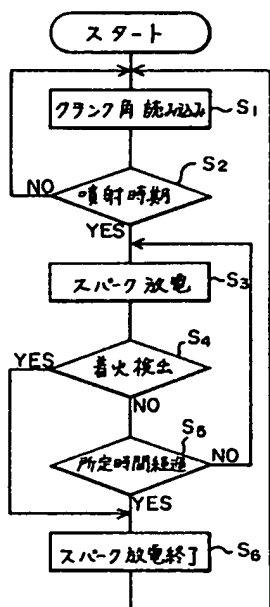 スタート
クランク角読み込み S1
S2
噴射時期
NO
YES
スパーク放電 S3
S4
YES 着火検出
NO
S5
所定時間経過 NO
YES
スパーク放電終了 S6